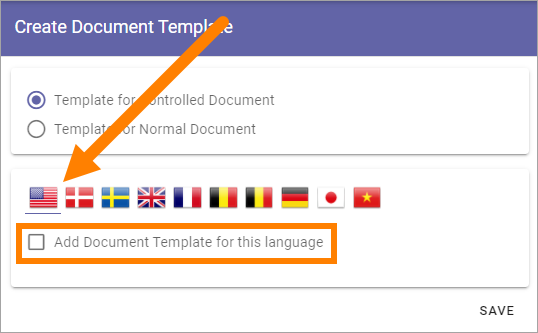 Create Document Template
Template for Controlled Document
Template for Normal Document
Add Document Template for this language
SAVE